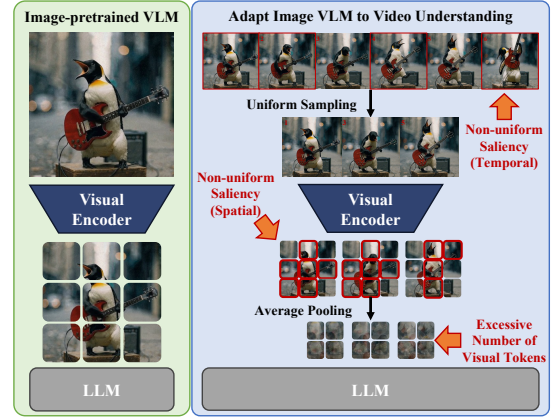 Image-pretrained VLM
Visual
Encoder
LLM
Adapt Image VLM to Video Understanding
Uniform Sampling
Non-uniform
Saliency
(Temporal)
Non-uniform
Saliency
(Spatial)
Visual
Encoder
Average Pooling
Excessive
Number of
Visual Tokens
LLM